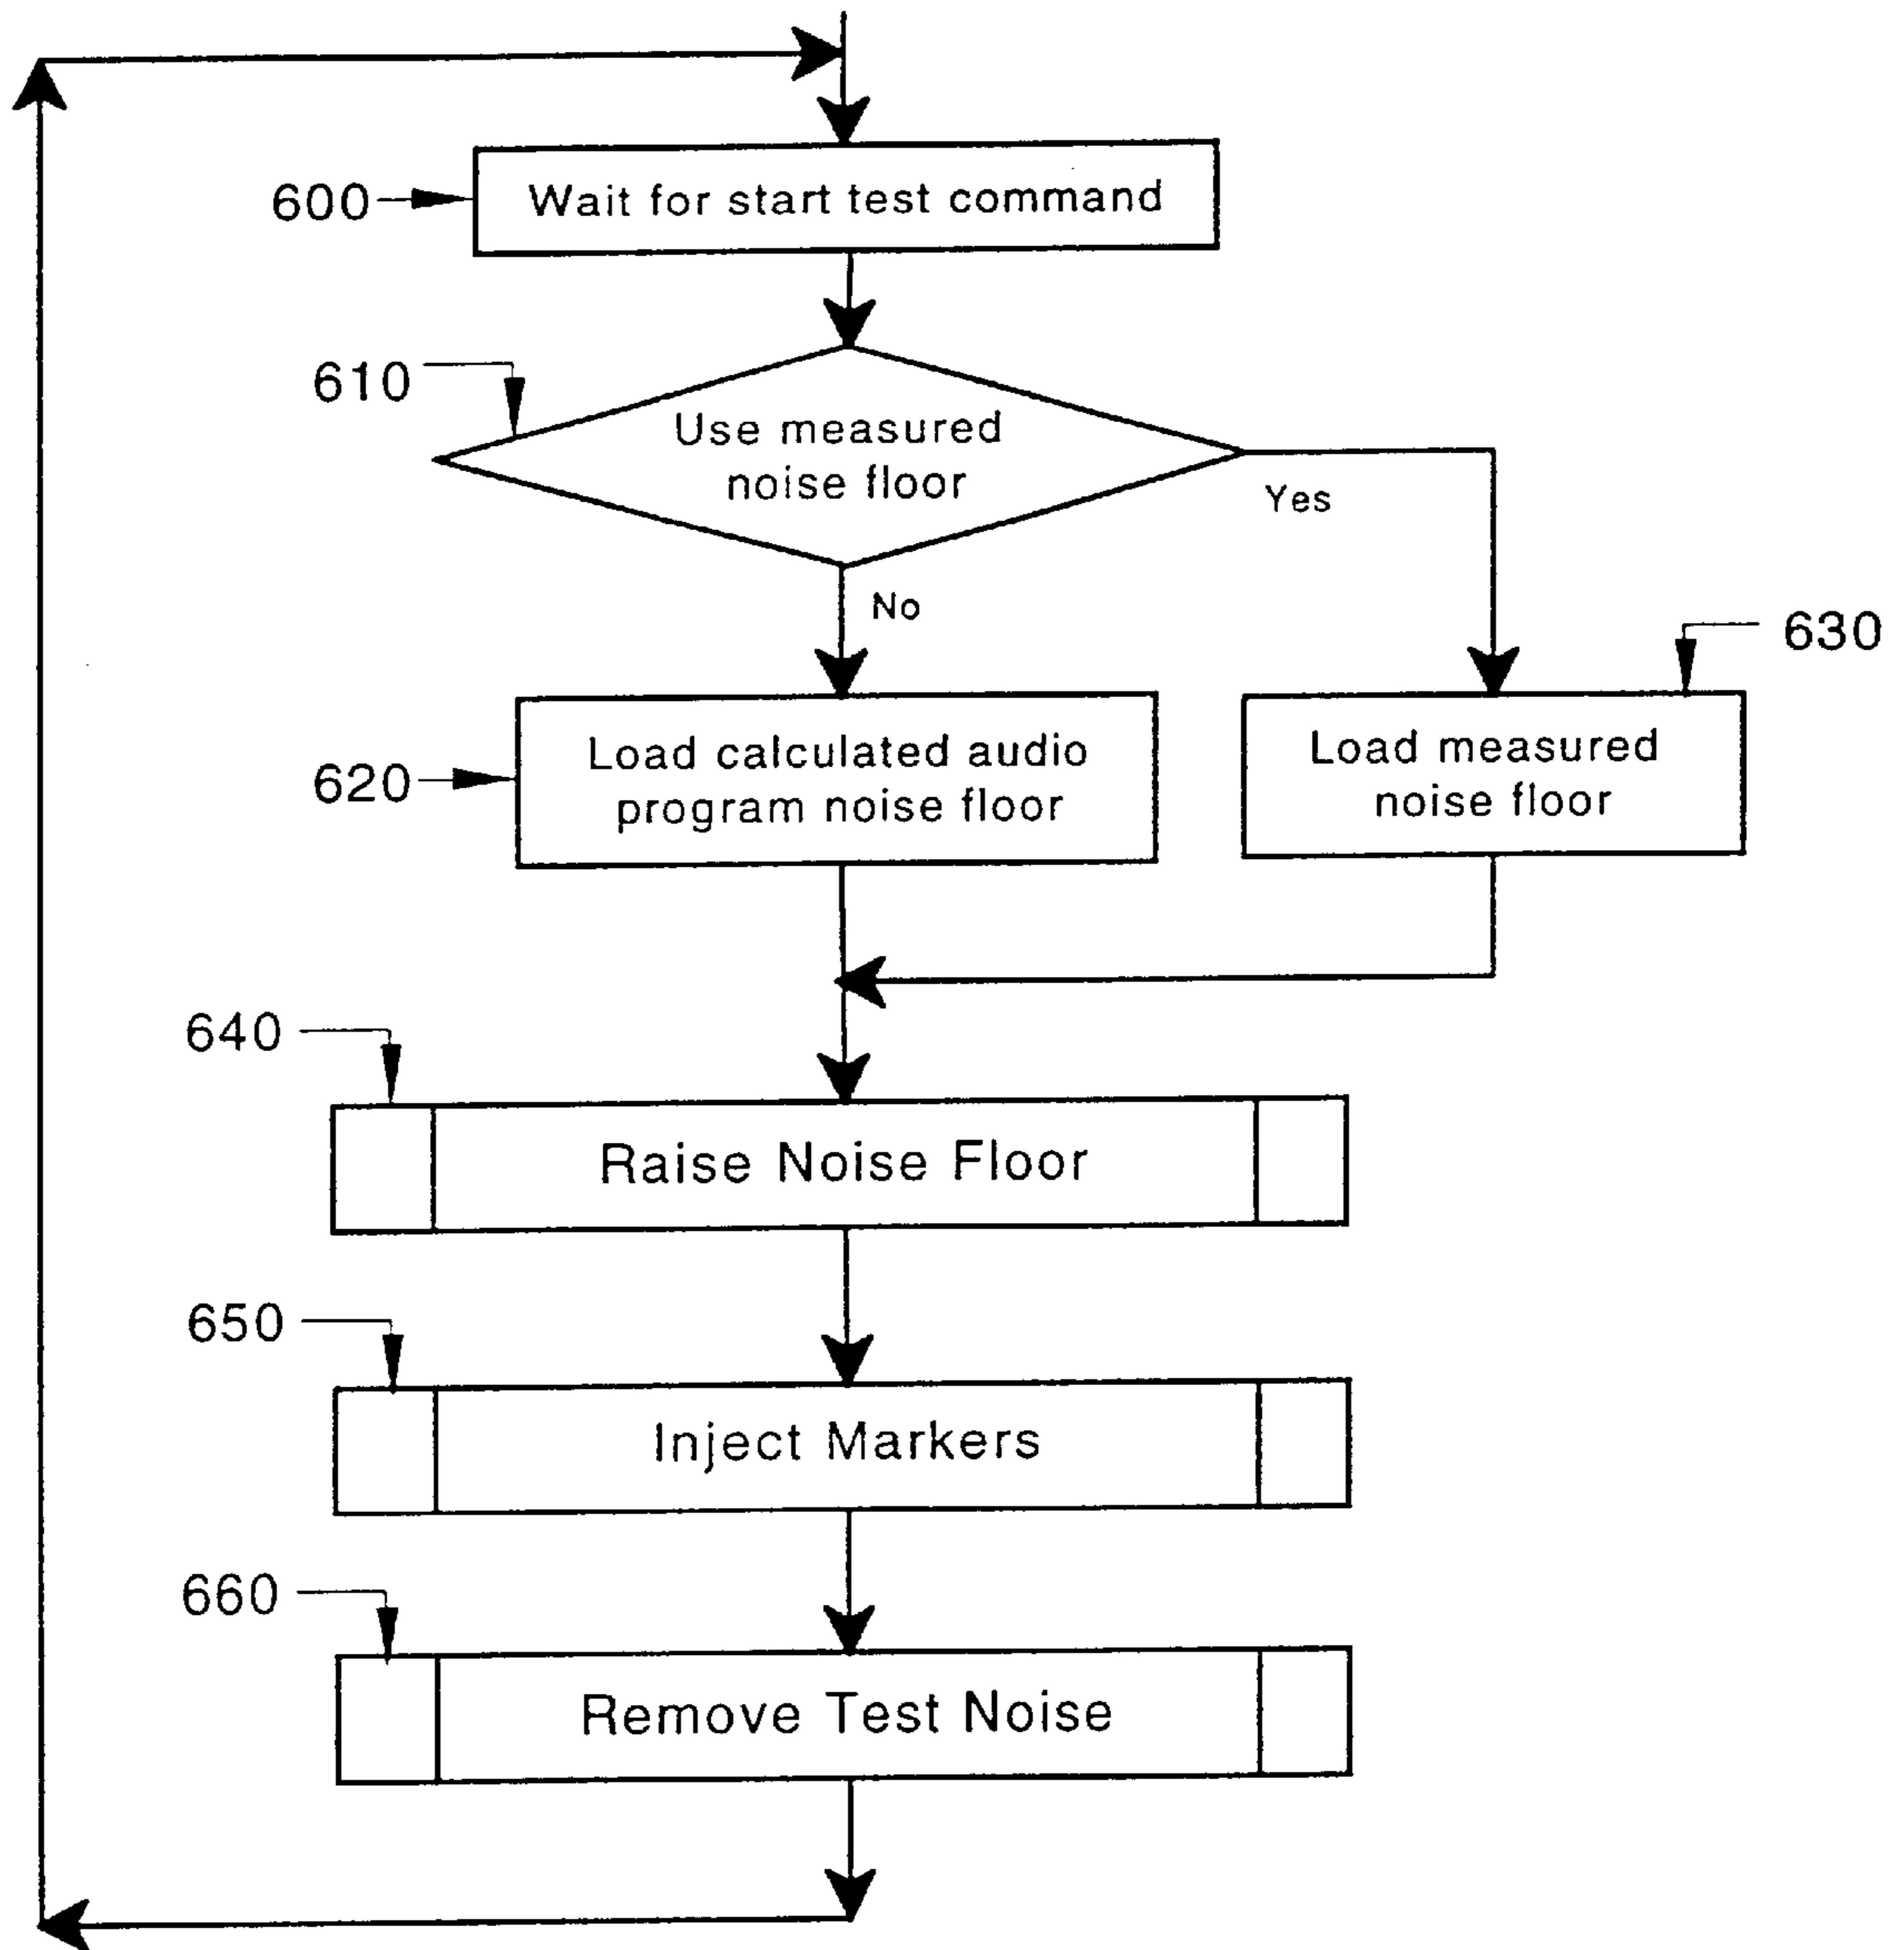 600
Wait for start test command
610
Use measured
noise floor
Yes
No
630
620
Load calculated audio
program noise floor
Load measured
noise floor
640
Raise Noise Floor
650
Inject Markers
660
Remove Test Noise